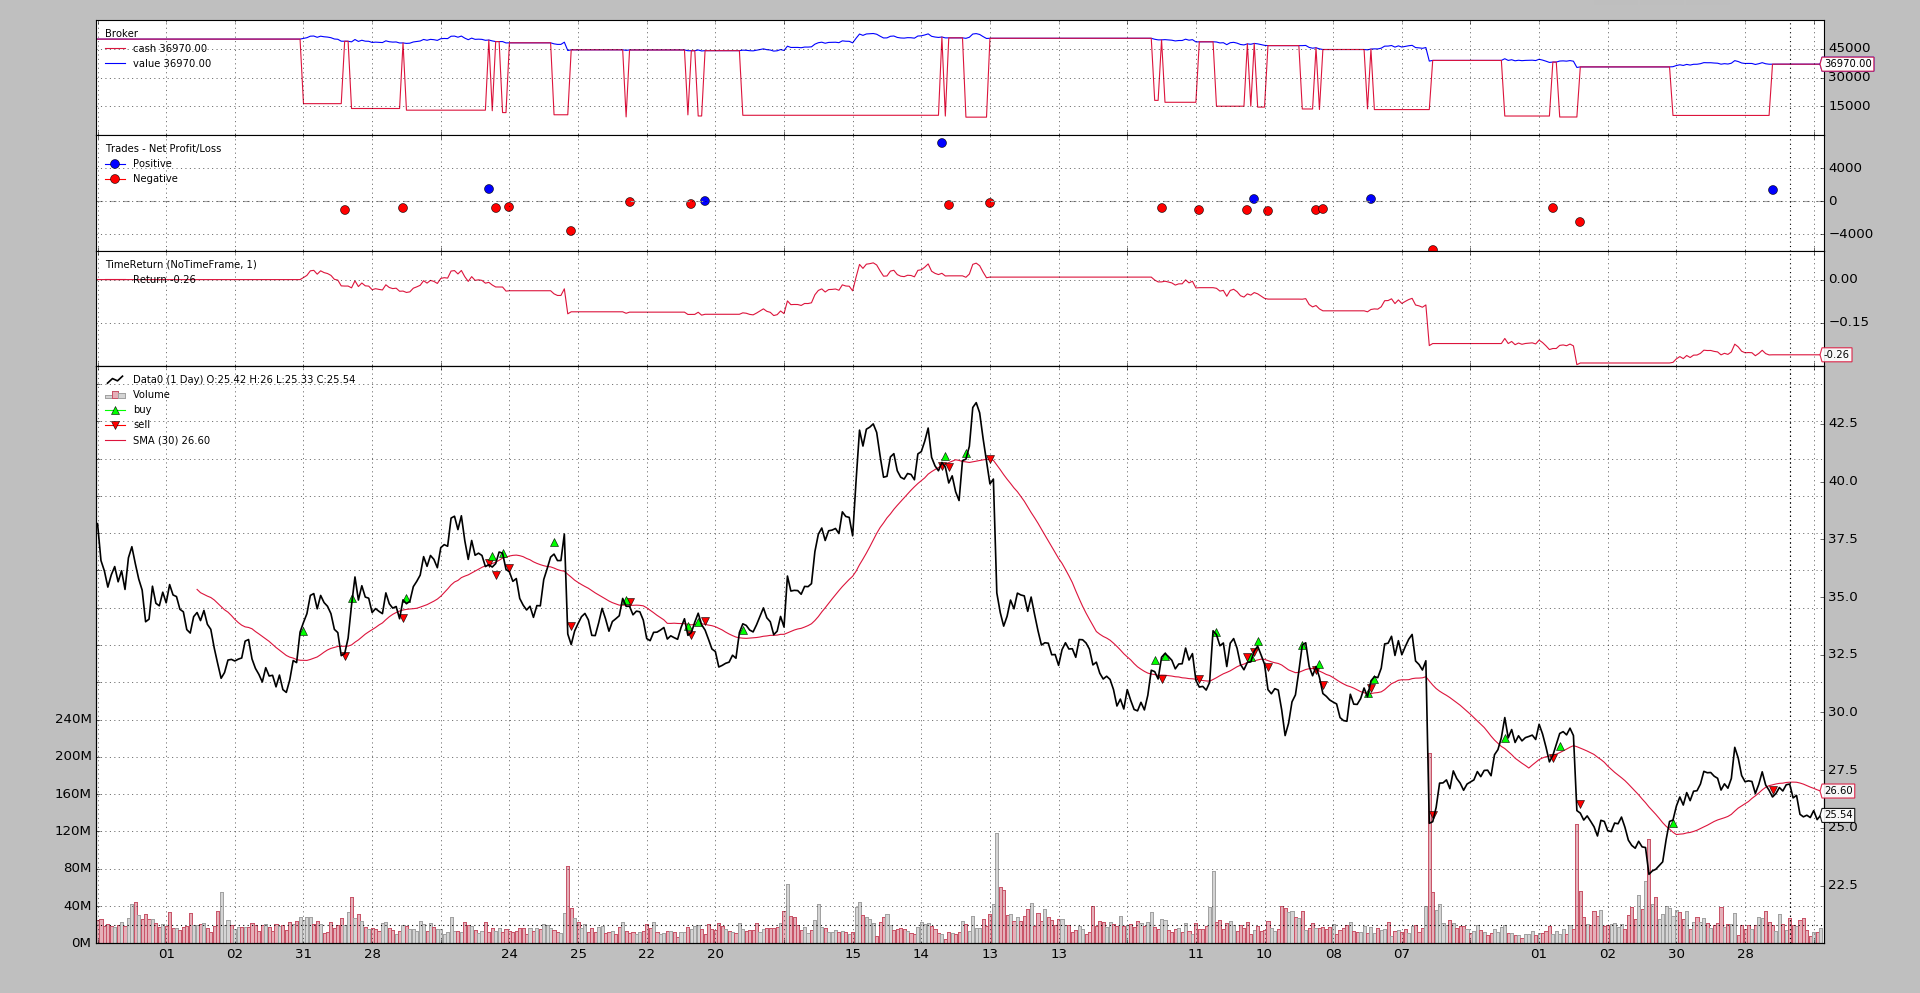 Broker
cash 36970.00
value 36970.00
45000
36970.00
30000
15000
Trades - Net Profit/Loss
Positive
Negative
4000
0
−4000
TimeReturn (NoTimeFrame, 1)
Return -0.26
0.00
−0.15
-0.26
Data0 (1 Day) O:25.42 H:26 L:25.33 C:25.54
Volume
buy
sell
SMA (30) 26.60
42.5
40.0
37.5
35.0
32.5
30.0
27.5
26.60
25.54
25.0
22.5
240M
200M
160M
120M
80M
40M
0M
01 02 31 28 24 25 22 20 15 14 13 13 11 10 08 07 01 02 30 28